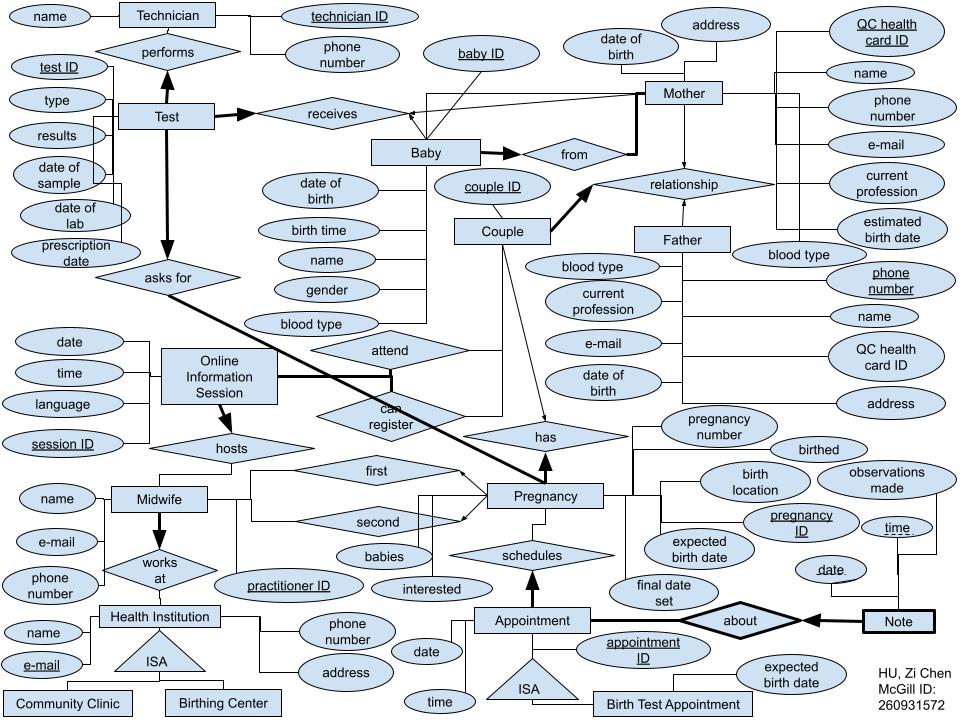 name
Technician
technician ID
performs
phone
number
test ID
type
Test
results
date of
sample
date of
lab
prescription
date
asks for
baby ID
receives
Baby
from
date of
birth
address
Mother
QC health
card ID
name
phone
number
e-mail
current
profession
estimated
birth date
blood type
date of
birth
birth time
name
gender
blood type
couple ID
Couple
relationship
Father
blood type
current
profession
e-mail
date of
birth
phone
number
name
QC health
card ID
address
attend
can
register
has
date
time
language
session ID
Online
Information
Session
hosts
name
e-mail
phone
number
Midwife
works
at
practitioner ID
first
second
Pregnancy
babies
interested
schedules
pregnancy
number
birthed
birth
location
pregnancy
ID
expected
birth date
final date
set
observations
made
time
date
Note
about
Health Institution
name
e-mail
phone
number
address
ISA
Community Clinic
Birthing Center
Appointment
date
time
appointment
ID
ISA
Birth Test Appointment
expected
birth date
HU, Zi Chen
McGill ID:
260931572